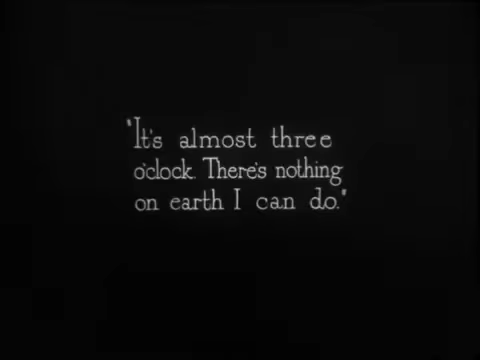 "It's almost three
o'clock. There's nothing
on earth I can do."